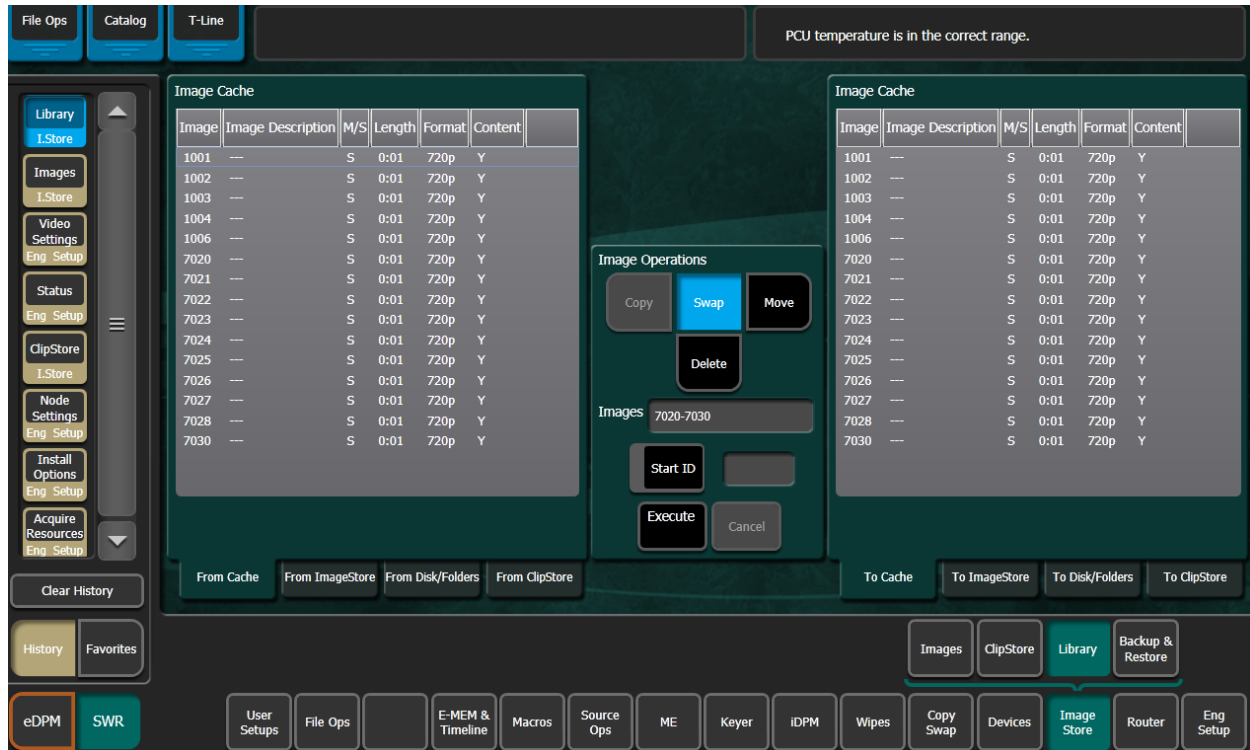 File Ops
Catalog
T-Line
PCU temperature is in the correct range.
Library
I.Store
Images
I.Store
Video
Settings
Eng Setup
Status
Eng Setup
ClipStore
I.Store
Node
Settings
Eng Setup
Install
Options
Eng Setup
Acquire
Resources
Eng Setup
Clear History
History
Favorites
Image Cache
Image Image Description M/S Length Format Content
1001 --- S 0:01 720p Y
1002 --- S 0:01 720p Y
1003 --- S 0:01 720p Y
1004 --- S 0:01 720p Y
1006 --- S 0:01 720p Y
7020 --- S 0:01 720p Y
7021 --- S 0:01 720p Y
7022 --- S 0:01 720p Y
7023 --- S 0:01 720p Y
7024 --- S 0:01 720p Y
7025 --- S 0:01 720p Y
7026 --- S 0:01 720p Y
7027 --- S 0:01 720p Y
7028 --- S 0:01 720p Y
7030 --- S 0:01 720p Y
From Cache
From ImageStore
From Disk/Folders
From ClipStore
Image Operations
Copy
Swap
Move
Delete
Images 7020-7030
Start ID
Execute
Cancel
Image Cache
Image Image Description M/S Length Format Content
1001 --- S 0:01 720p Y
1002 --- S 0:01 720p Y
1003 --- S 0:01 720p Y
1004 --- S 0:01 720p Y
1006 --- S 0:01 720p Y
7020 --- S 0:01 720p Y
7021 --- S 0:01 720p Y
7022 --- S 0:01 720p Y
7023 --- S 0:01 720p Y
7024 --- S 0:01 720p Y
7025 --- S 0:01 720p Y
7026 --- S 0:01 720p Y
7027 --- S 0:01 720p Y
7028 --- S 0:01 720p Y
7030 --- S 0:01 720p Y
To Cache
To ImageStore
To Disk/Folders
To ClipStore
Images
ClipStore
Library
Backup &
Restore
eDPM
SWR
User
Setups
File Ops
E-MEM &
Timeline
Macros
Source
Ops
ME
Keyer
iDPM
Wipes
Copy
Swap
Devices
Image
Store
Router
Eng
Setup